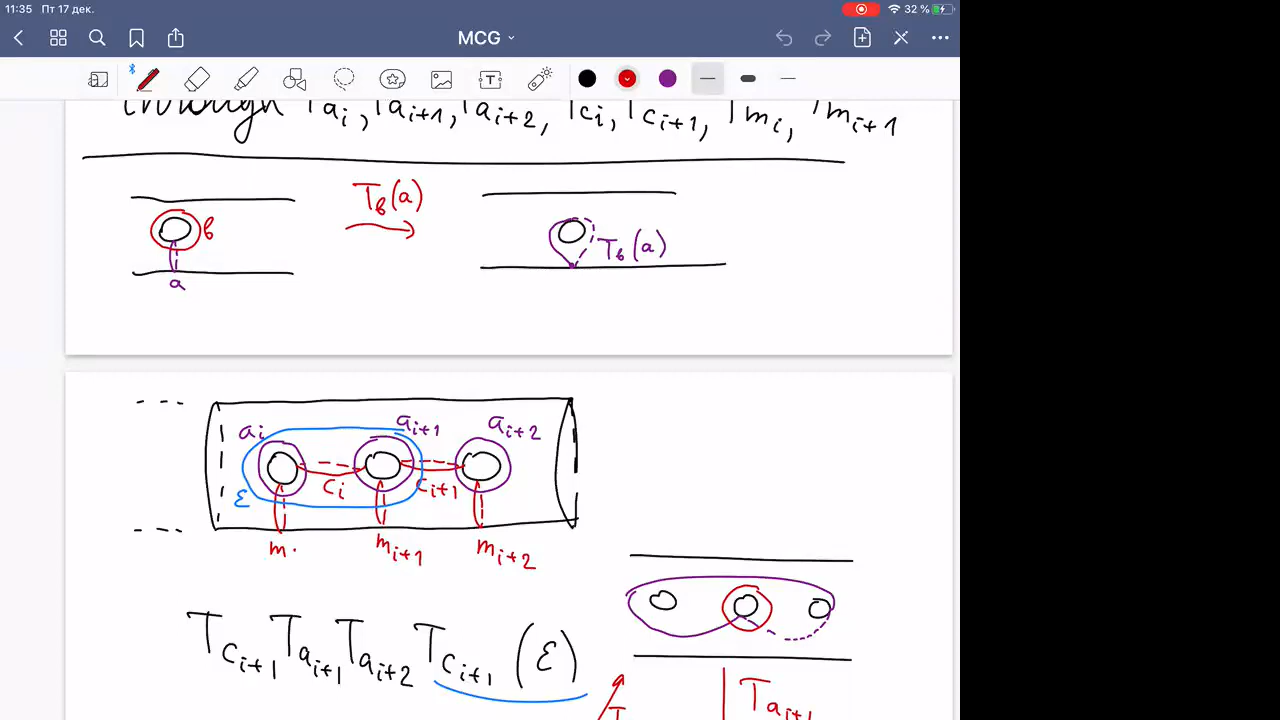 11:35 Пт 17 дек. 32 %
MCG
through T_{a_i}, T_{a_{i+1}}, T_{a_{i+2}}, T_{c_i}, T_{c_{i+1}}, T_{m_i}, T_{m_{i+1}}
T_b(a)
b
T_b(a)
a
a_i a_{i+1} a_{i+2}
ε c_i c_{i+1}
m. m_{i+1} m_{i+2}
T_{c_{i+1}} T_{a_{i+1}} T_{a_{i+2}} T_{c_{i+1}} (ε)
T_{a_{i+1}}